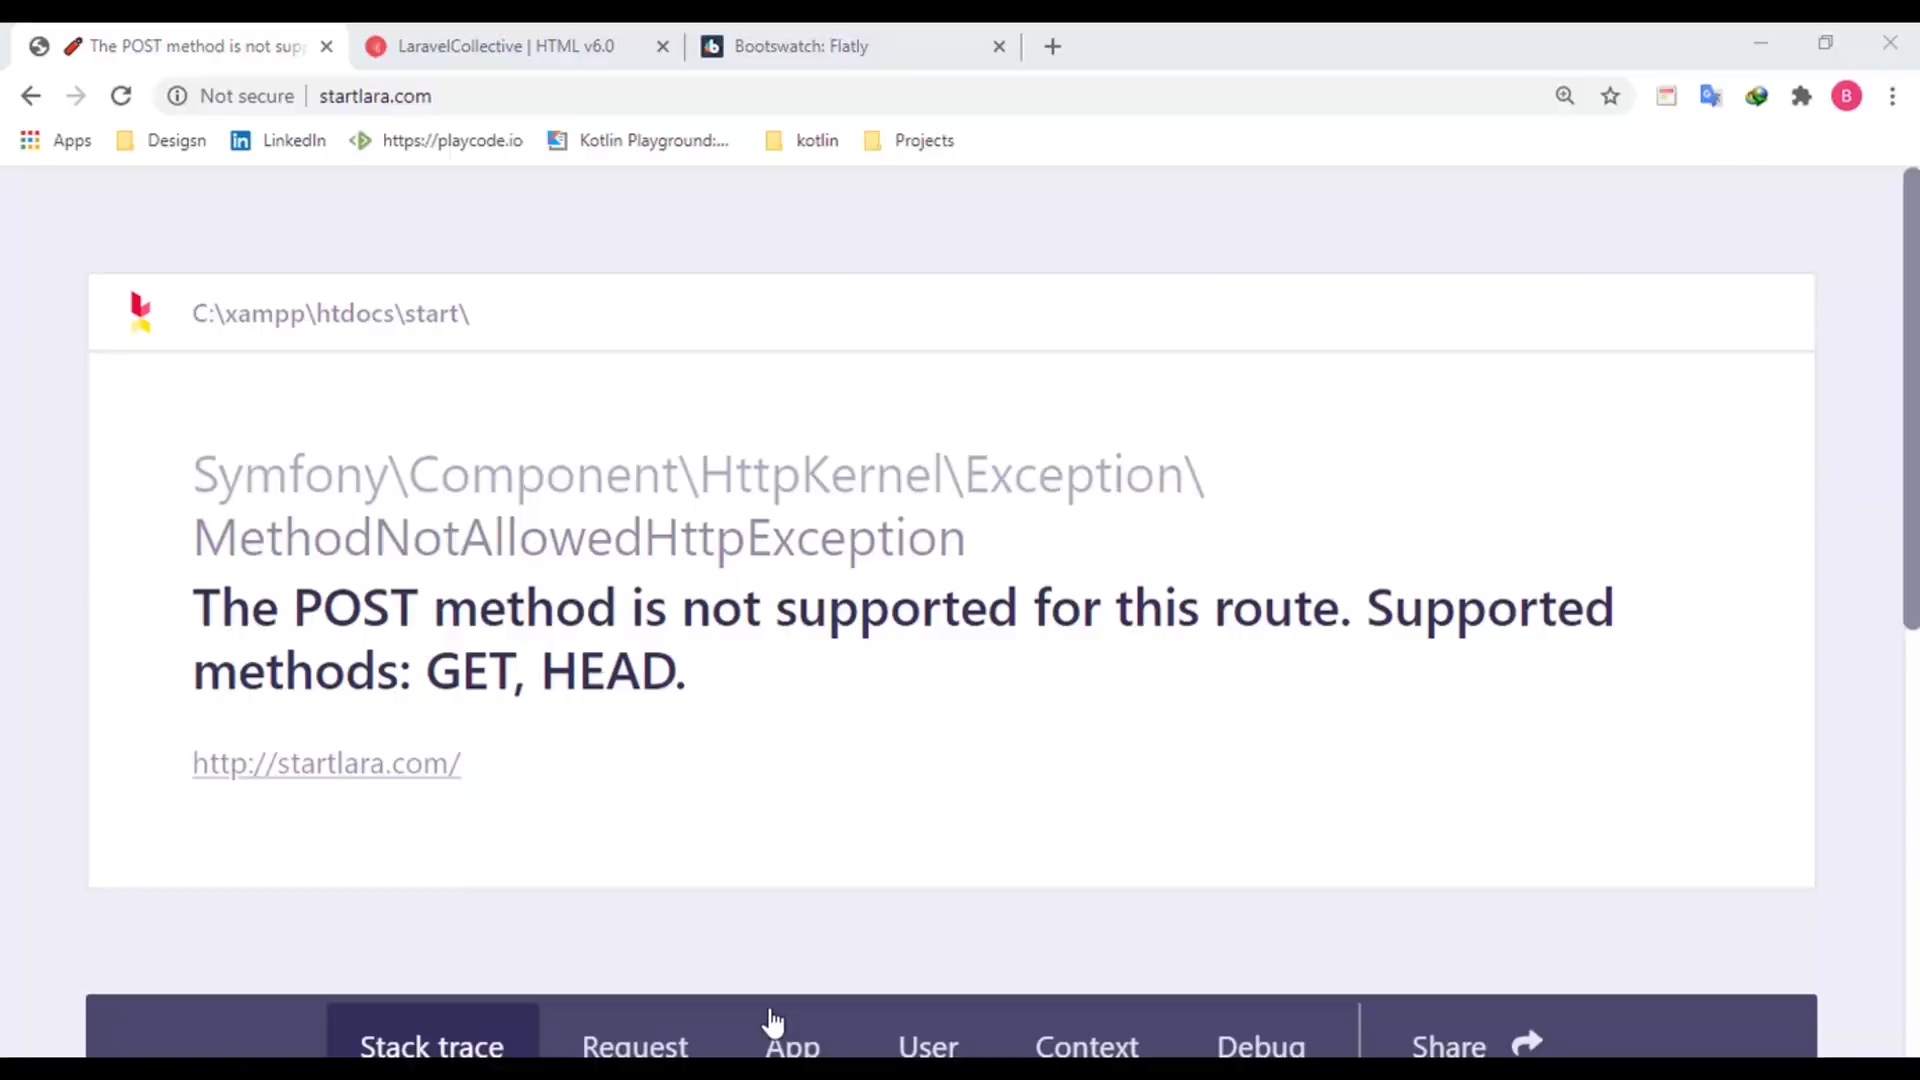 The POST method is not sup
LaravelCollective | HTML v6.0
Bootswatch: Flatly
Not secure
startlara.com
B
Apps
Designs
LinkedIn
https://playcode.io
Kotlin Playground:...
kotlin
Projects
C:\xampp\htdocs\start\
Symfony\Component\HttpKernel\Exception\
MethodNotAllowedHttpException
The POST method is not supported for this route. Supported
methods: GET, HEAD.
http://startlara.com/
Stack trace
Request
App
User
Context
Debug
Share